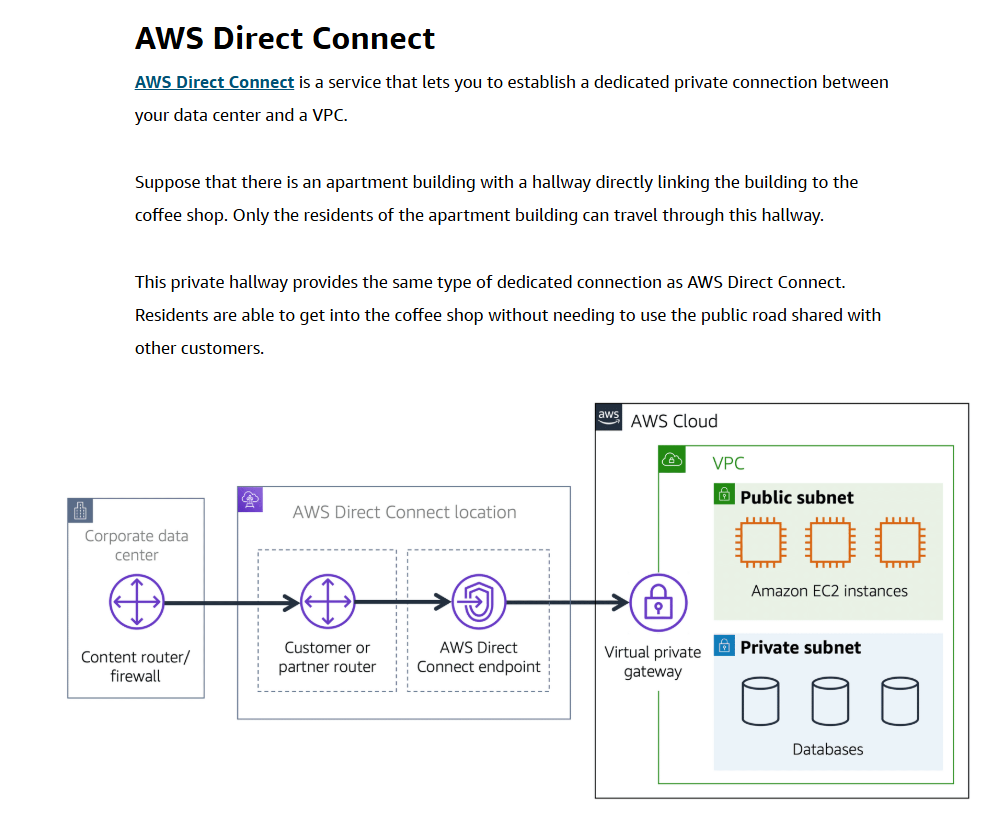 AWS Direct Connect
AWS Direct Connect is a service that lets you to establish a dedicated private connection between
your data center and a VPC.
Suppose that there is an apartment building with a hallway directly linking the building to the
coffee shop. Only the residents of the apartment building can travel through this hallway.
This private hallway provides the same type of dedicated connection as AWS Direct Connect.
Residents are able to get into the coffee shop without needing to use the public road shared with
other customers.
Corporate data
center
Content router/
firewall
AWS Direct Connect location
Customer or
partner router
AWS Direct
Connect endpoint
aws
AWS Cloud
VPC
Virtual private
gateway
Public subnet
Amazon EC2 instances
Private subnet
Databases